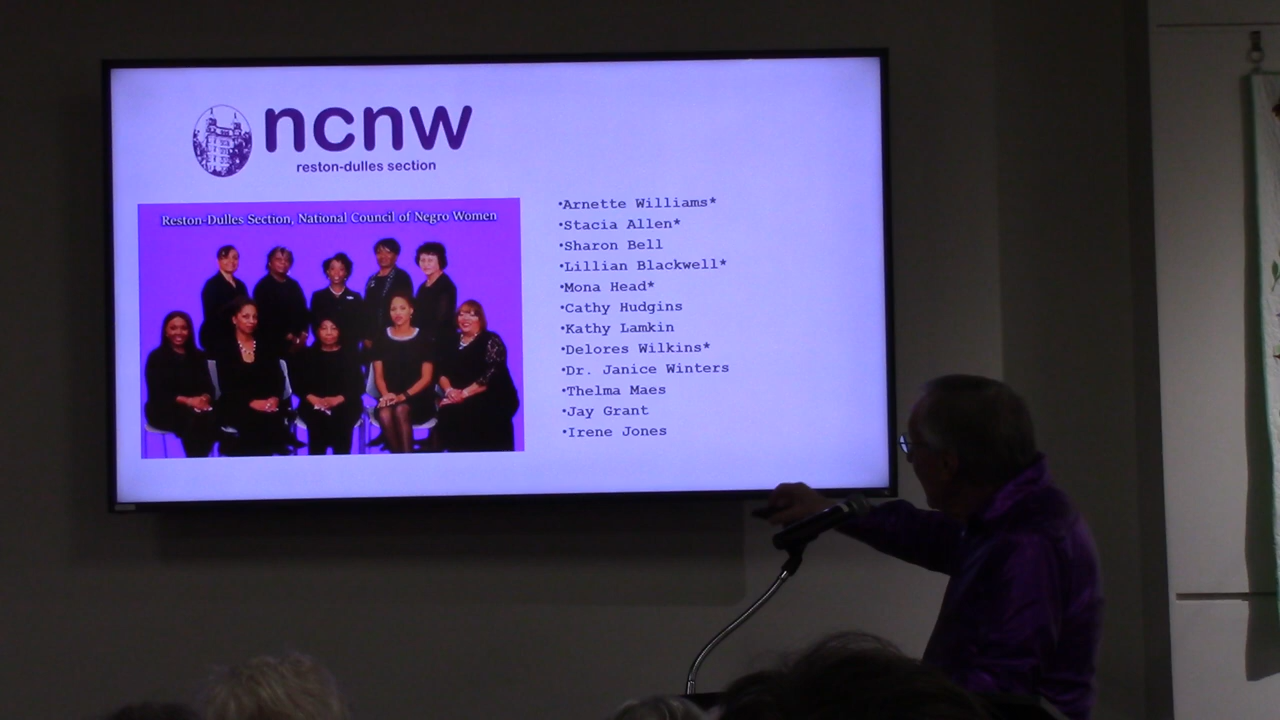 ncnw
reston-dulles section
Reston-Dulles Section, National Council of Negro Women
•Arnette Williams*
•Stacia Allen*
•Sharon Bell
•Lillian Blackwell*
•Mona Head*
•Cathy Hudgins
•Kathy Lamkin
•Delores Wilkins*
•Dr. Janice Winters
•Thelma Maes
•Jay Grant
•Irene Jones